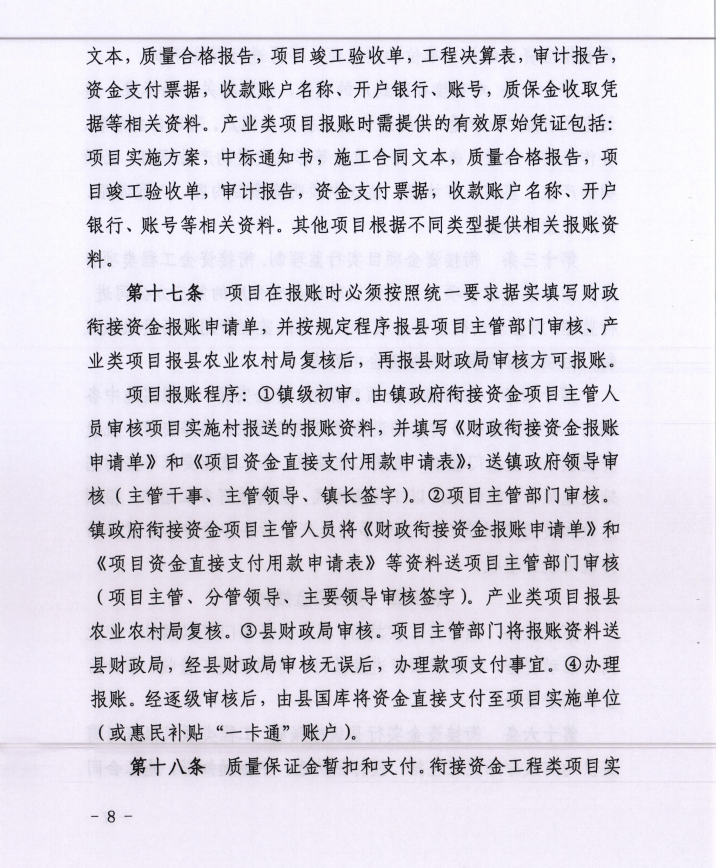 文本，质量合格报告，项目竣工验收单，工程决算表，审计报告，
资金支付票据，收款账户名称、开户银行、账号，质保金收取凭
据等相关资料。产业类项目报账时需提供的有效原始凭证包括：
项目实施方案，中标通知书，施工合同文本，质量合格报告，项
目竣工验收单，审计报告，资金支付票据，收款账户名称、开户
银行、账号等相关资料。其他项目根据不同类型提供相关报账资
料。
第十七条 项目在报账时必须按照统一要求据实填写财政
衔接资金报账申请单，并按规定程序报县项目主管部门审核、产
业类项目报县农业农村局复核后，再报县财政局审核方可报账。
项目报账程序：①镇级初审。由镇政府衔接资金项目主管人
员审核项目实施村报送的报账资料，并填写《财政衔接资金报账
申请单》和《项目资金直接支付用款申请表》，送镇政府领导审
核（主管干事、主管领导、镇长签字）。②项目主管部门审核。
镇政府衔接资金项目主管人员将《财政衔接资金报账申请单》和
《项目资金直接支付用款申请表》等资料送项目主管部门审核
（项目主管、分管领导、主要领导审核签字）。产业类项目报县
农业农村局复核。③县财政局审核。项目主管部门将报账资料送
县财政局，经县财政局审核无误后，办理款项支付事宜。④办理
报账。经逐级审核后，由县国库将资金直接支付至项目实施单位
（或惠民补贴“一卡通”账户）。
第十八条 质量保证金暂扣和支付。衔接资金工程类项目实
- 8 -